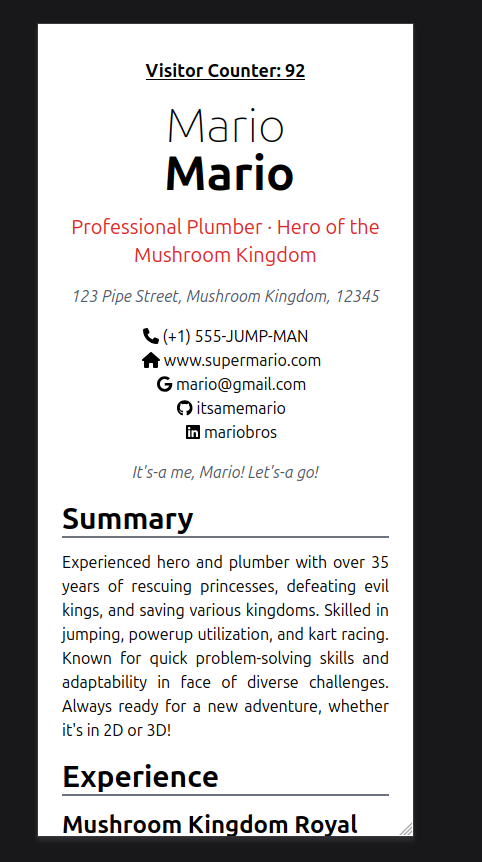 Visitor Counter: 92
Mario
Mario
Professional Plumber · Hero of the
Mushroom Kingdom
123 Pipe Street, Mushroom Kingdom, 12345
(+1) 555-JUMP-MAN
www.supermario.com
mario@gmail.com
itsamemario
mariobros
It's-a me, Mario! Let's-a go!
Summary
Experienced hero and plumber with over 35
years of rescuing princesses, defeating evil
kings, and saving various kingdoms. Skilled in
jumping, powerup utilization, and kart racing.
Known for quick problem-solving skills and
adaptability in face of diverse challenges.
Always ready for a new adventure, whether
it's in 2D or 3D!
Experience
Mushroom Kingdom Royal